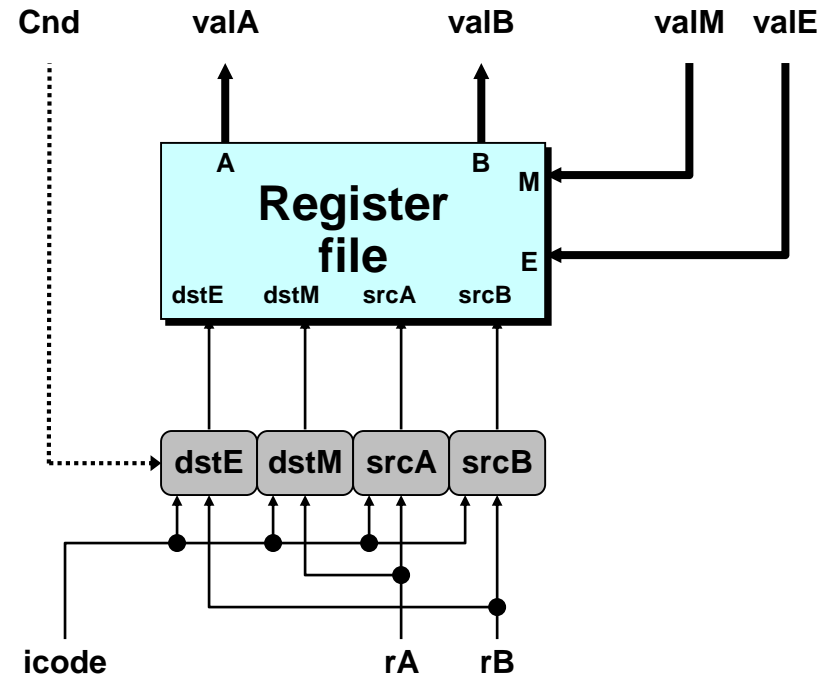 Cnd valA valB valM valE
A B
M
Register
file
E
dstE dstM srcA srcB
dstE dstM srcA srcB
icode rA rB